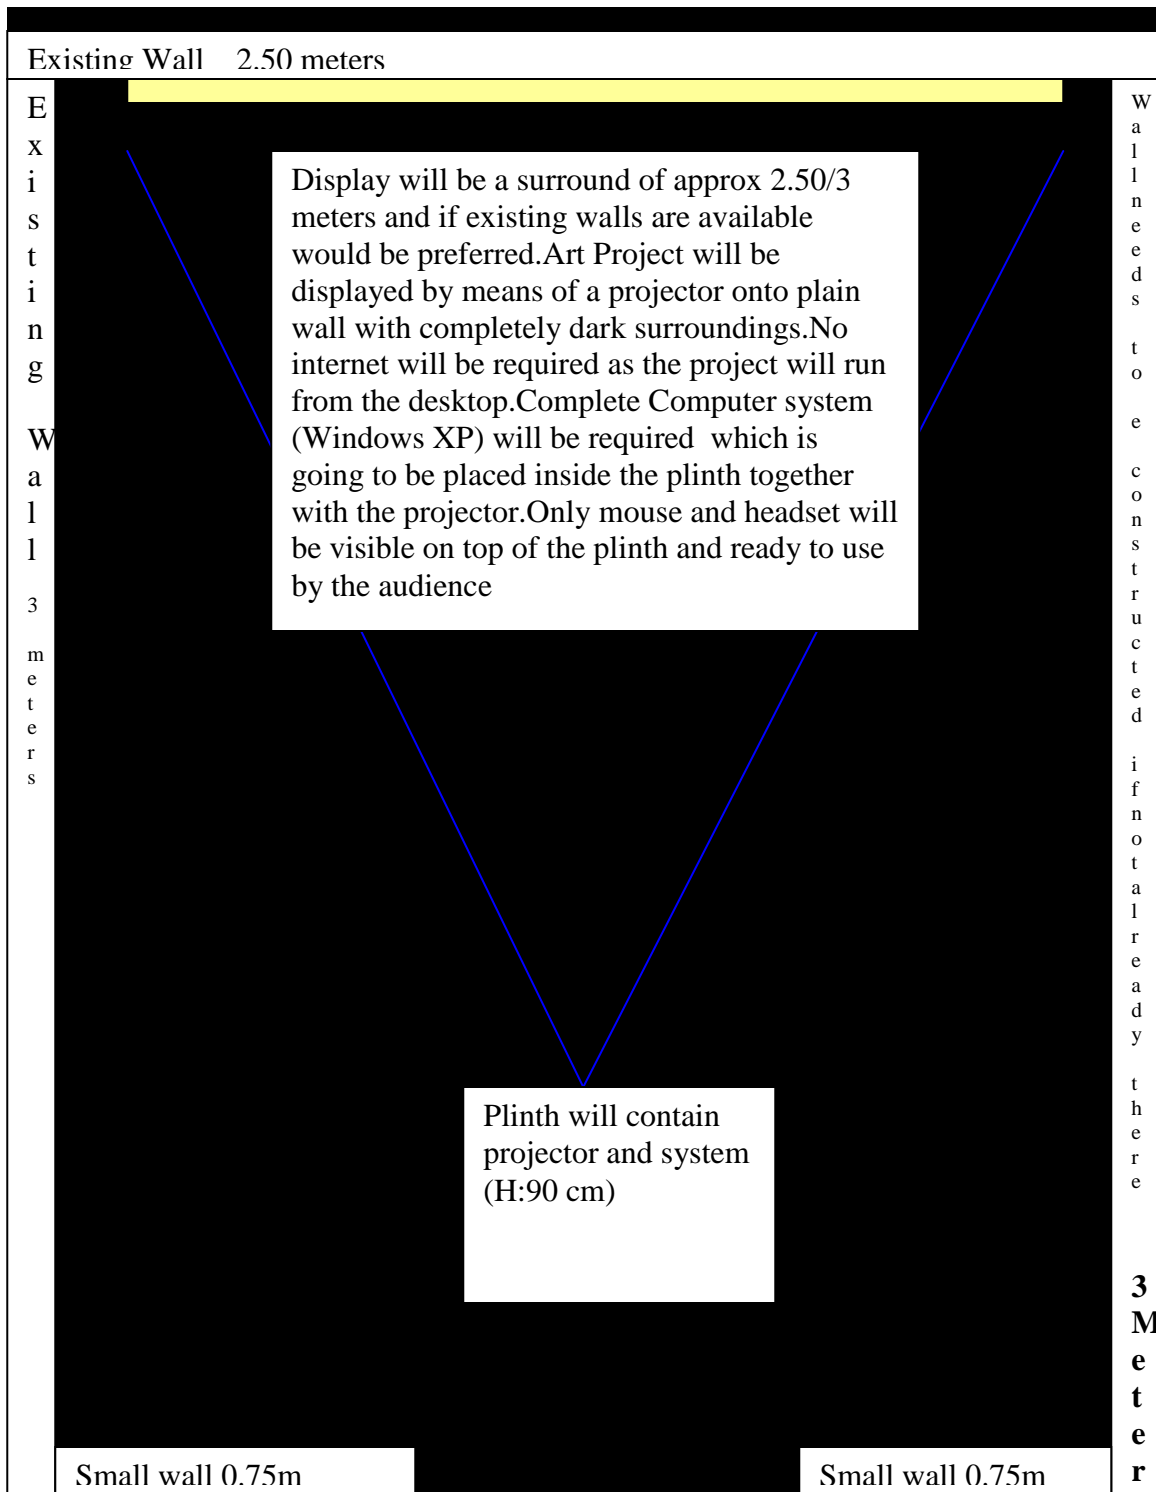 Existing Wall    2.50 meters
Existing Wall 3 meters
Display will be a surround of approx 2.50/3
meters and if existing walls are available
would be preferred.Art Project will be
displayed by means of a projector onto plain
wall with completely dark surroundings.No
internet will be required as the project will run
from the desktop.Complete Computer system
(Windows XP) will be required  which is
going to be placed inside the plinth together
with the projector.Only mouse and headset will
be visible on top of the plinth and ready to use
by the audience
Wall needs to e constructed ifnotalready there 3 Meter
Plinth will contain
projector and system
(H:90 cm)
Small wall 0.75m
Small wall 0.75m